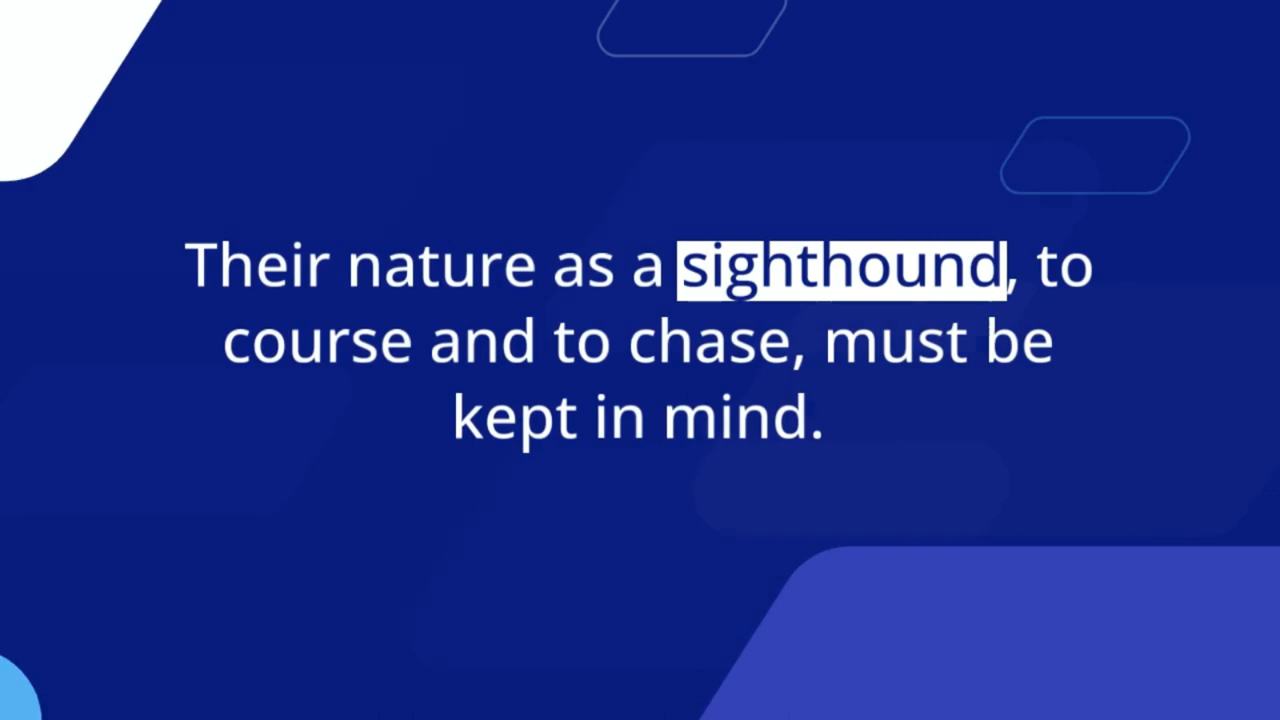 Their nature as a sighthound, to
course and to chase, must be
kept in mind.